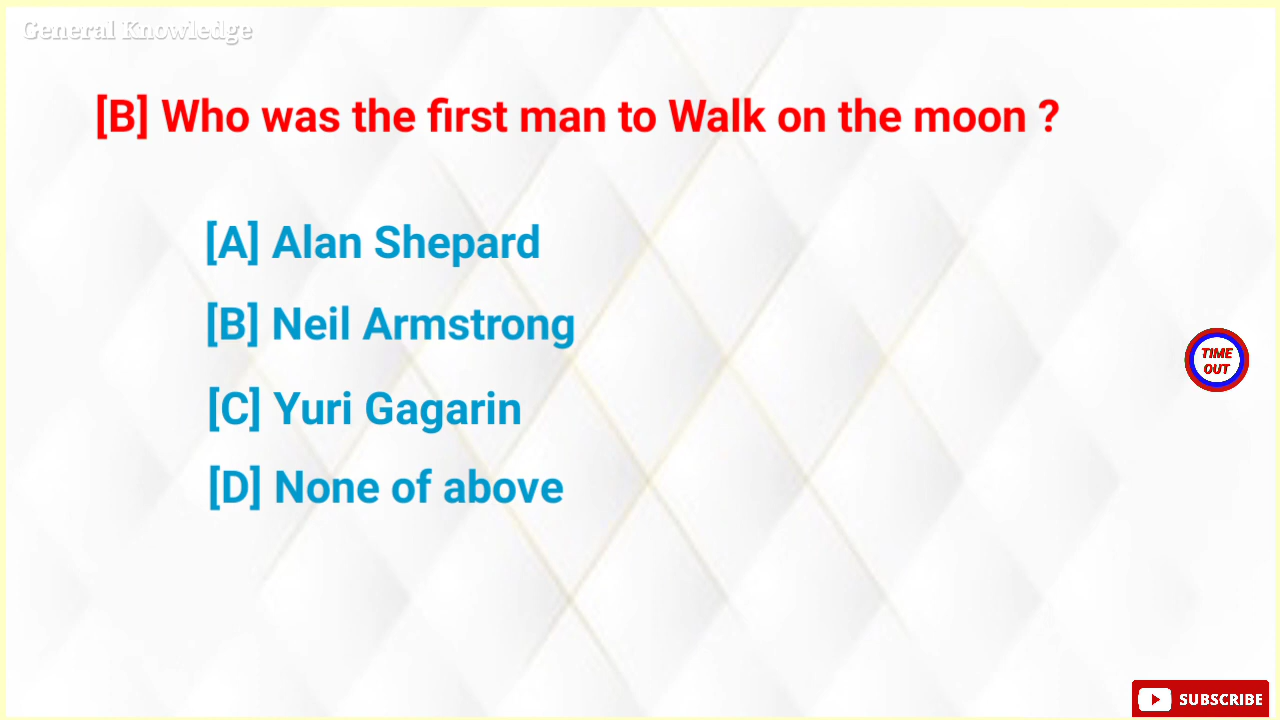 General Knowledge
[B] Who was the first man to Walk on the moon ?
[A] Alan Shepard
[B] Neil Armstrong
[C] Yuri Gagarin
[D] None of above
TIME
OUT
SUBSCRIBE